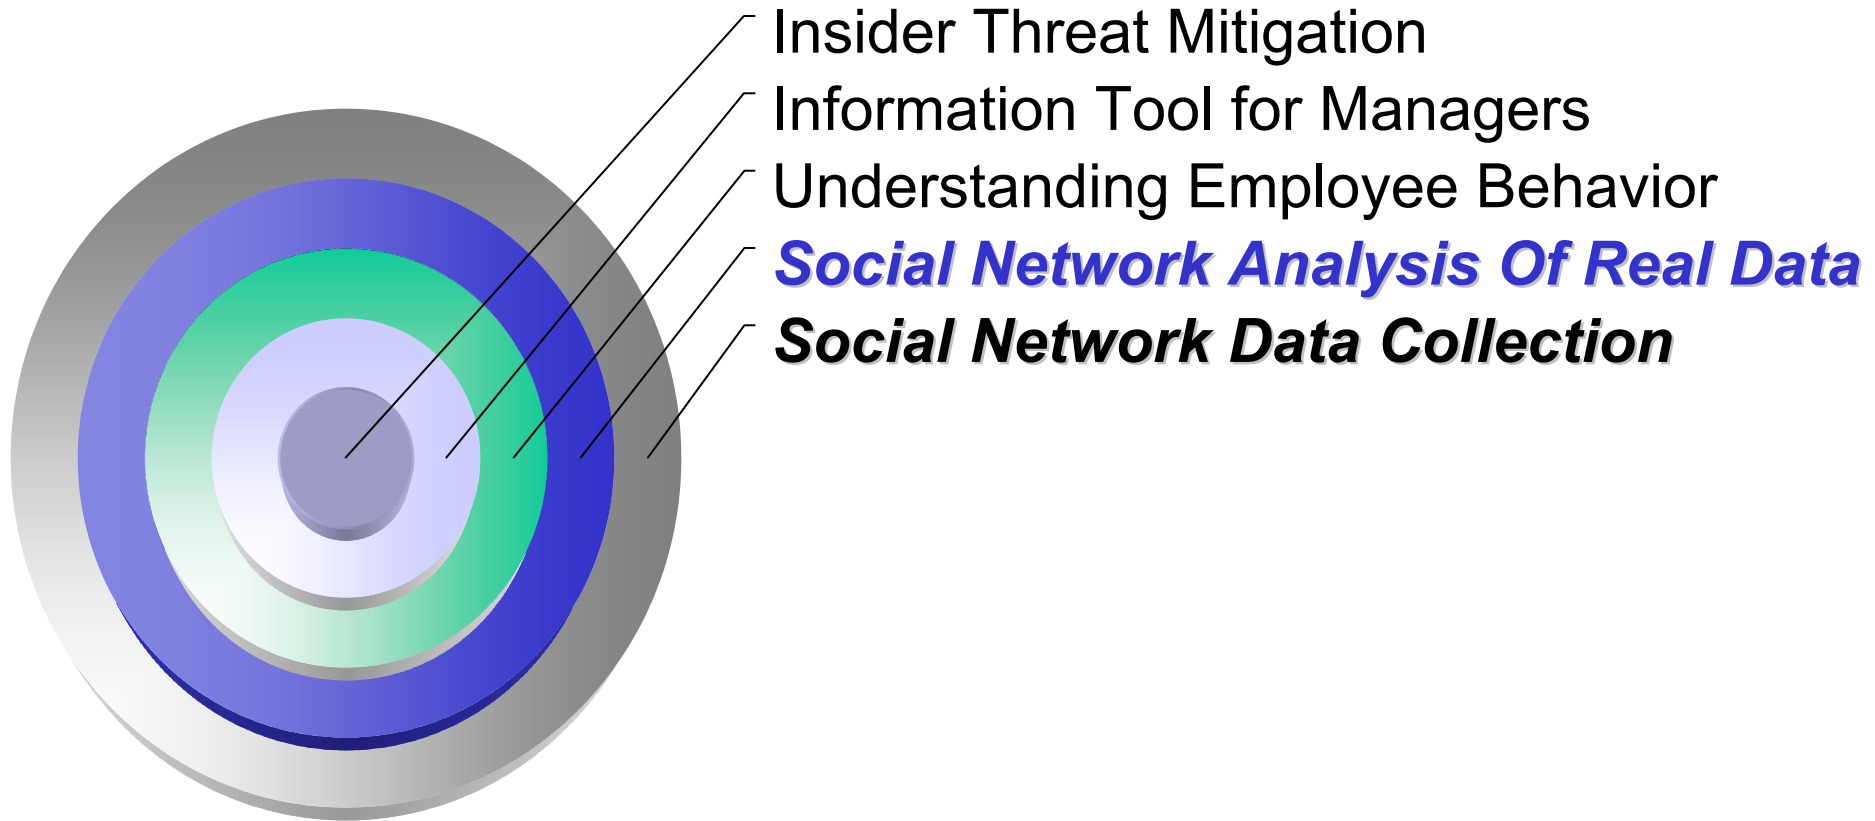 Insider Threat Mitigation
Information Tool for Managers
Understanding Employee Behavior
Social Network Analysis Of Real Data
Social Network Data Collection